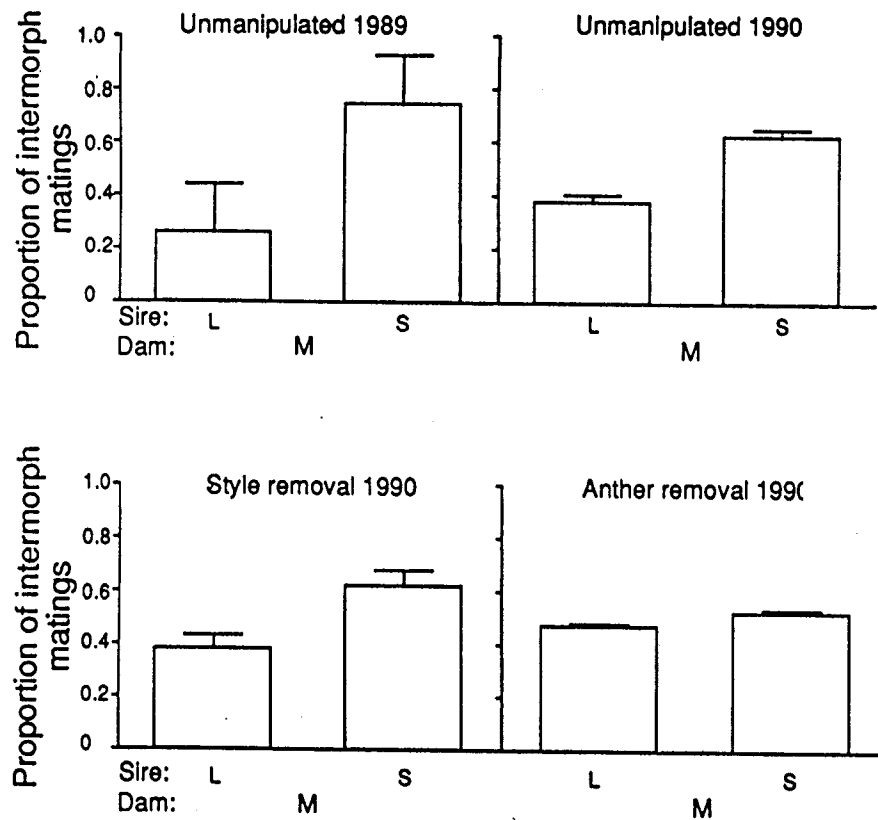 Unmanipulated 1989
Unmanipulated 1990
Proportion of intermorph
matings
1.0
0.8
0.6
0.4
0.2
0
Sire: L S L S
Dam: M M
Style removal 1990
Anther removal 1990
Proportion of intermorph
matings
1.0
0.8
0.6
0.4
0.2
0
Sire: L S L S
Dam: M M